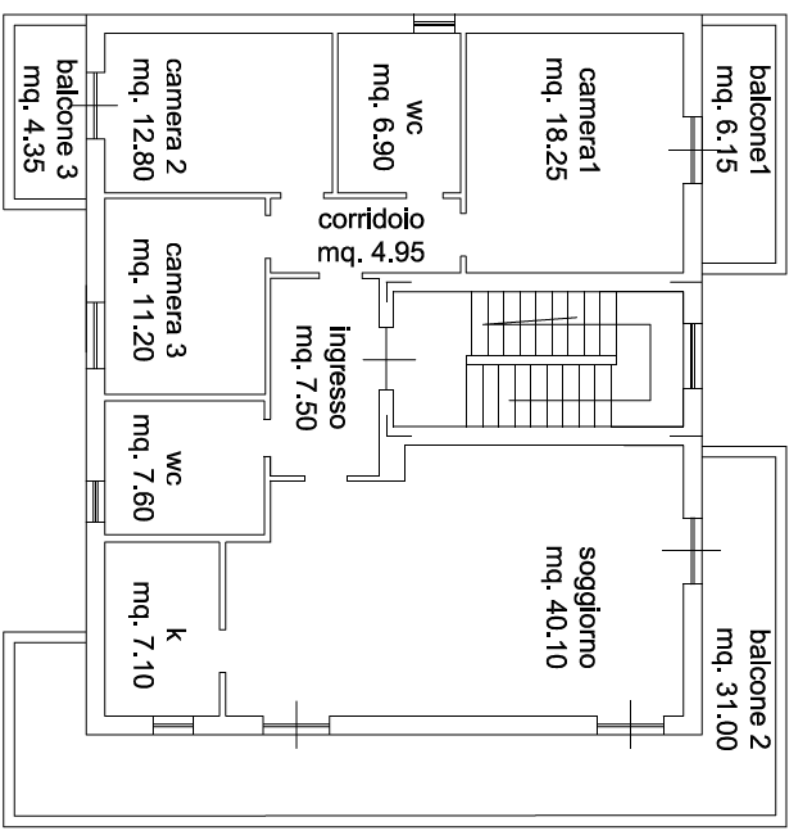 balcone 3
mq. 4.35
camera 2
mq. 12.80
wc
mq. 6.90
camera1
mq. 18.25
balcone1
mq. 6.15
corridoio
mq. 4.95
camera 3
mq. 11.20
ingresso
mq. 7.50
wc
mq. 7.60
k
mq. 7.10
soggiorno
mq. 40.10
balcone 2
mq. 31.00